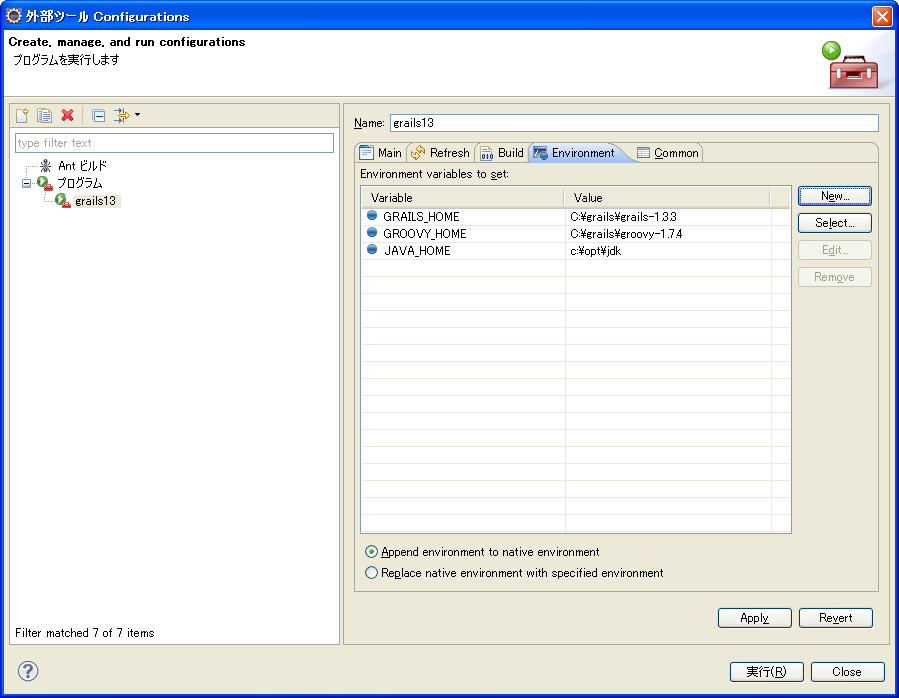 外部ツール Configurations
Create, manage, and run configurations
プログラムを実行します
type filter text
Ant ビルド
プログラム
grails13
Filter matched 7 of 7 items
Name: grails13
Main Refresh Build Environment Common
Environment variables to set:
Variable Value
GRAILS_HOME C:¥grails¥grails-1.3.3
GROOVY_HOME C:¥grails¥groovy-1.7.4
JAVA_HOME c:¥opt¥jdk
New...
Select...
Edit...
Remove
Append environment to native environment
Replace native environment with specified environment
Apply Revert
実行(R) Close